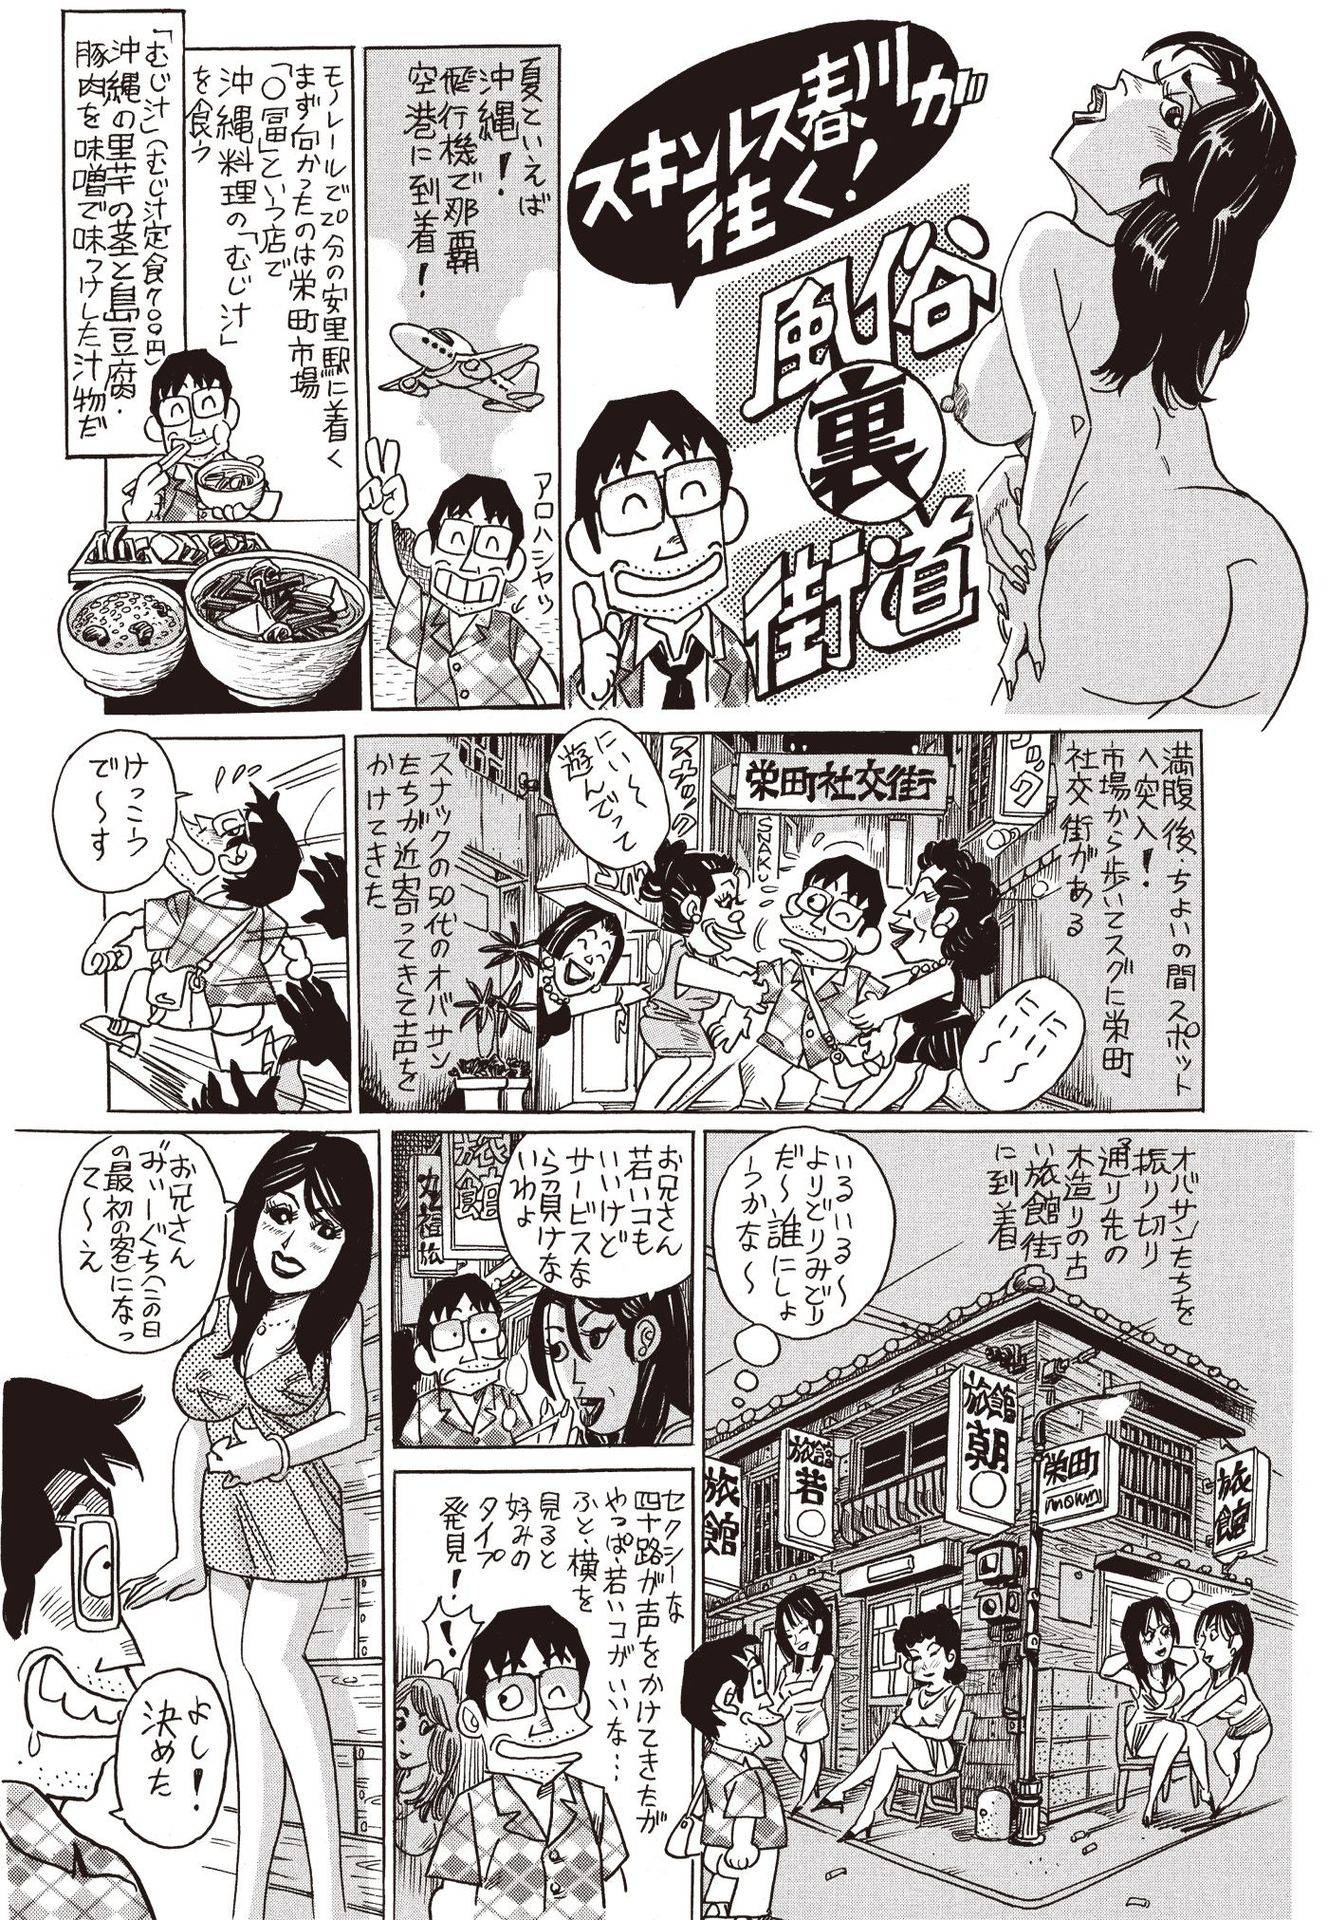 スキンレス春川が
往く!
風俗
裏
街道
夏といえば
沖縄!
飛行機で那覇
空港に到着!
アロハシャツ
モノレールで20分の安里駅に着く
まず向かったのは栄町市場
「〇冨」という店で
沖縄料理の「むじ汁」
を食う
「むじ汁」(むじ汁定食700円)
沖縄の里芋の茎と島豆腐・
豚肉を味噌で味つけした汁物だ
満腹後・ちょいの間スポット
へ突入!
市場から歩いてスグに栄町
社交街がある
栄町社交街
スナック
にい〜
遊んでって
にい
にい〜
スナックの50代のオバサン
たちが近寄ってきて声を
かけてきた
けっこう
で〜す
オバサンたちを
振り切り
通り先の
木造りの古
い旅館街
に到着
いるいる〜
よりどりみどり
だ〜誰にしょ
うかな〜
旅館
旅館 若
旅館 朝
栄町
旅館
お兄さん
若いコも
いいけど
サービスな
ら負けな
いわよ
旅館
セクシーな
四十路が声をかけてきたが
やっぱ・若いコがいいな…
ふと・横を
見ると
好みの
タイプ
発見!
!
お兄さん
みぃーぐち(この日
の最初の客)になっ
て〜え
よし!
決めた